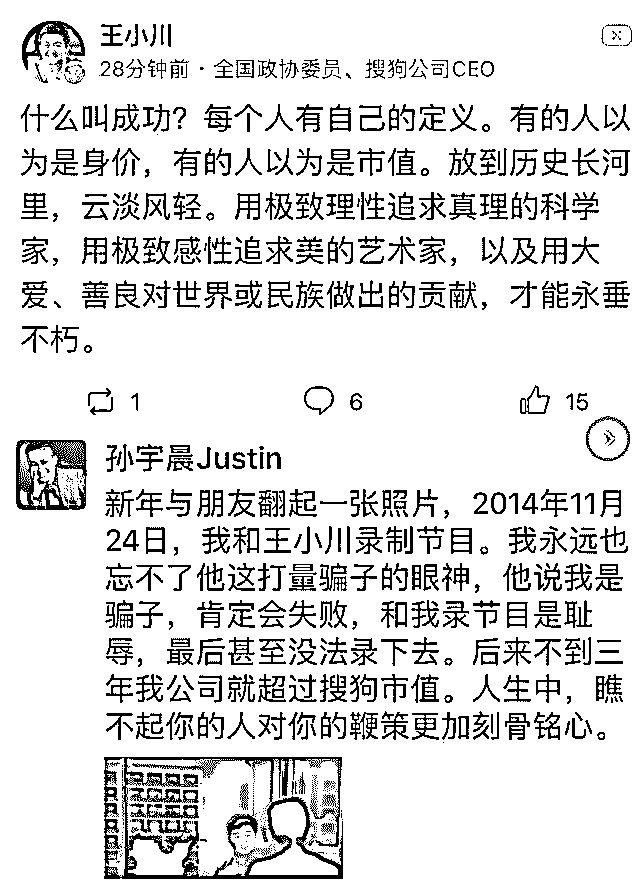 王小川
28分钟前·全国政协委员、搜狗公司CEO
什么叫成功？每个人有自己的定义。有的人以
为是身价，有的人以为是市值。放到历史长河
里，云淡风轻。用极致理性追求真理的科学
家，用极致感性追求美的艺术家，以及用大
爱、善良对世界或民族做出的贡献，才能永垂
不朽。
1
6
15
孙宇晨Justin
新年与朋友翻起一张照片，2014年11月
24日，我和王小川录制节目。我永远也
忘不了他这打量骗子的眼神，他说我是
骗子，肯定会失败，和我录节目是耻
辱，最后甚至没法录下去。后来不到三
年我公司就超过搜狗市值。人生中，瞧
不起你的人对你的鞭策更加刻骨铭心。